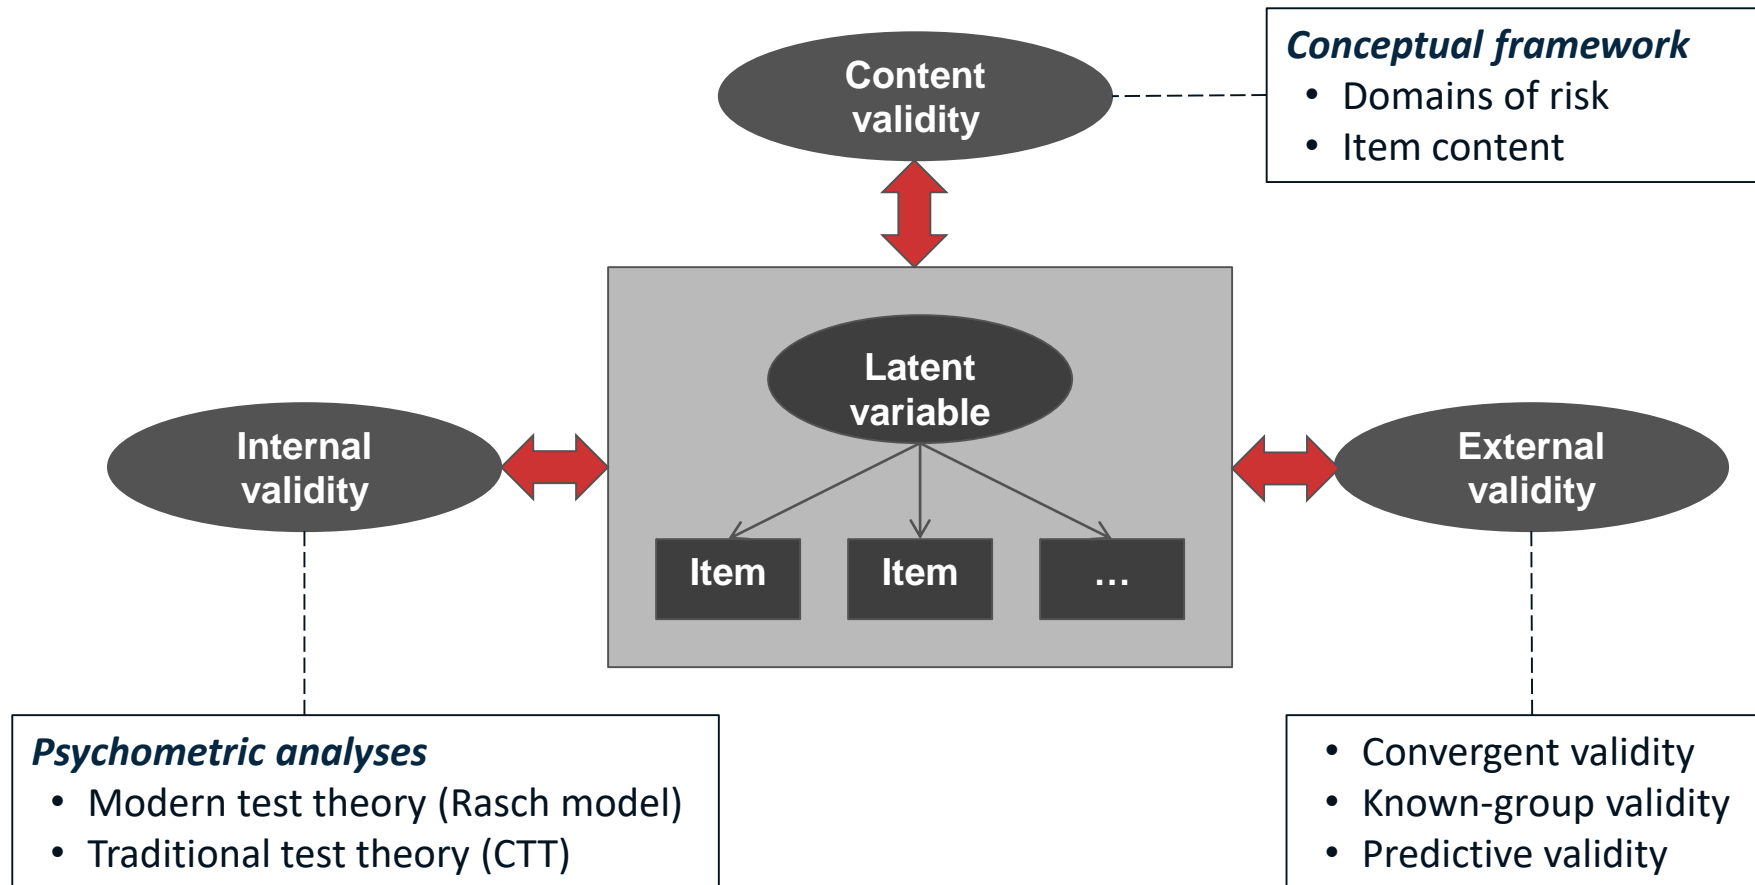 Content
validity
Conceptual framework
• Domains of risk
• Item content
Latent
variable
Internal
validity
External
validity
Item
Item
...
Psychometric analyses
• Modern test theory (Rasch model)
• Traditional test theory (CTT)
• Convergent validity
• Known-group validity
• Predictive validity